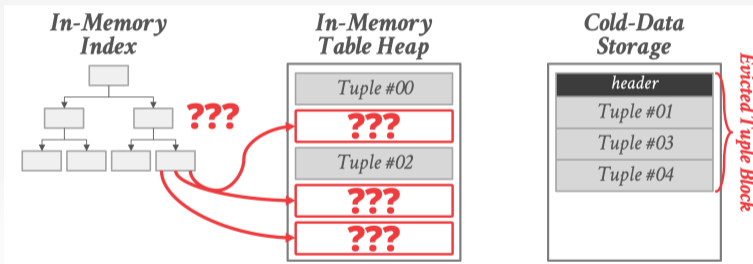 In-Memory
Index
???
In-Memory
Table Heap
Tuple #00
???
Tuple #02
???
???
Cold-Data
Storage
header
Tuple #01
Tuple #03
Tuple #04
Evicted Tuple Block